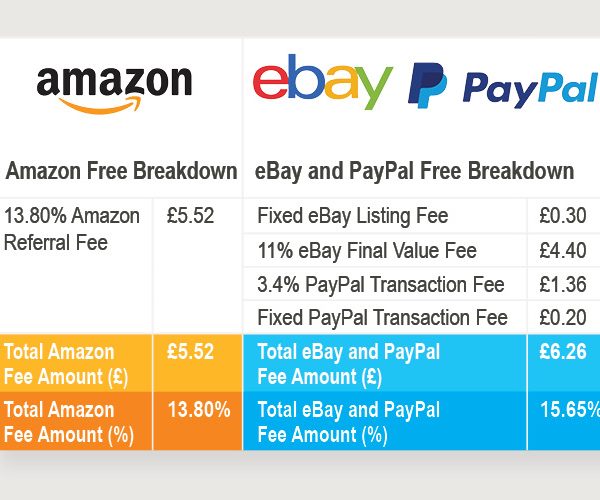 amazon
ebay
PayPal
Amazon Free Breakdown
eBay and PayPal Free Breakdown
13.80% Amazon
Referral Fee
£5.52
Fixed eBay Listing Fee £0.30
11% eBay Final Value Fee £4.40
3.4% PayPal Transaction Fee £1.36
Fixed PayPal Transaction Fee £0.20
Total Amazon
Fee Amount (£)
£5.52
Total eBay and PayPal
Fee Amount (£)
£6.26
Total Amazon
Fee Amount (%)
13.80%
Total eBay and PayPal
Fee Amount (%)
15.65%